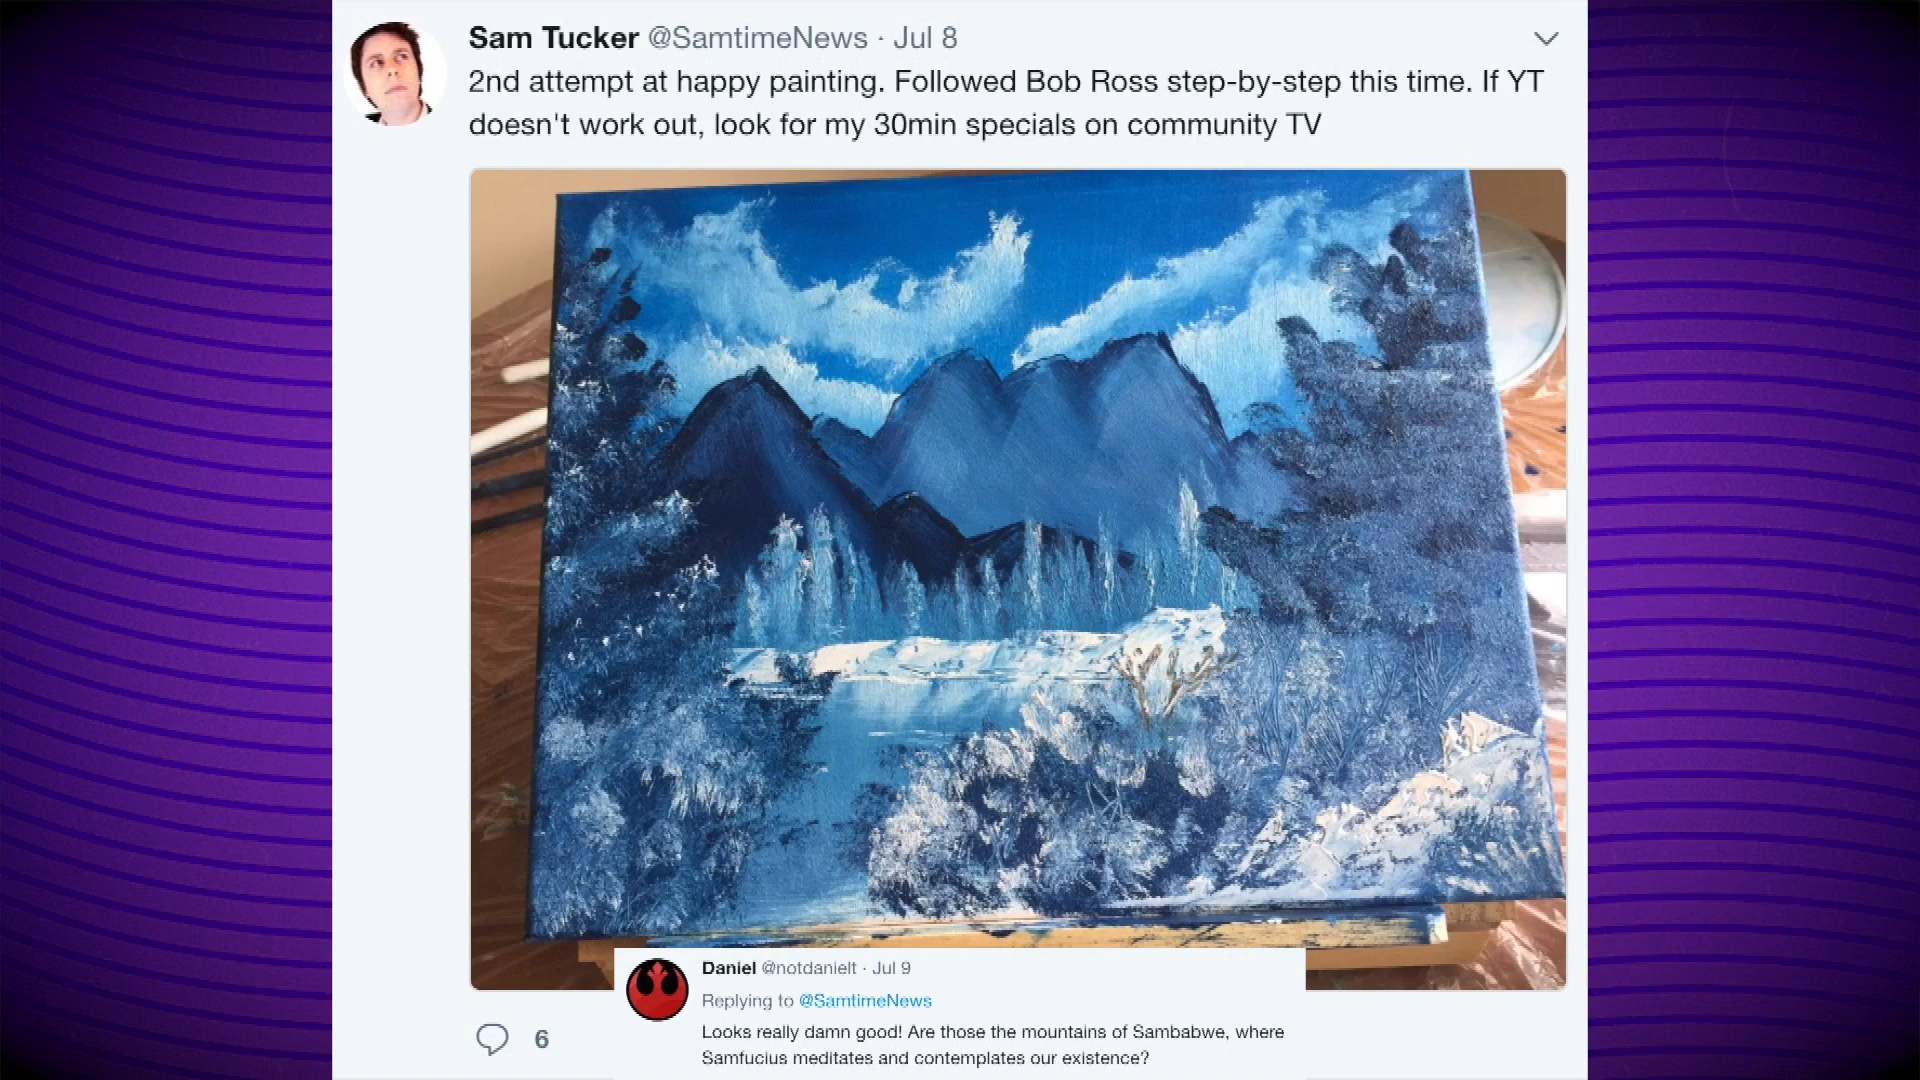 Sam Tucker @SamtimeNews · Jul 8
2nd attempt at happy painting. Followed Bob Ross step-by-step this time. If YT
doesn't work out, look for my 30min specials on community TV
Daniel @notdanielt · Jul 9
Replying to @SamtimeNews
Looks really damn good! Are those the mountains of Sambabwe, where
Samfucius meditates and contemplates our existence?
6